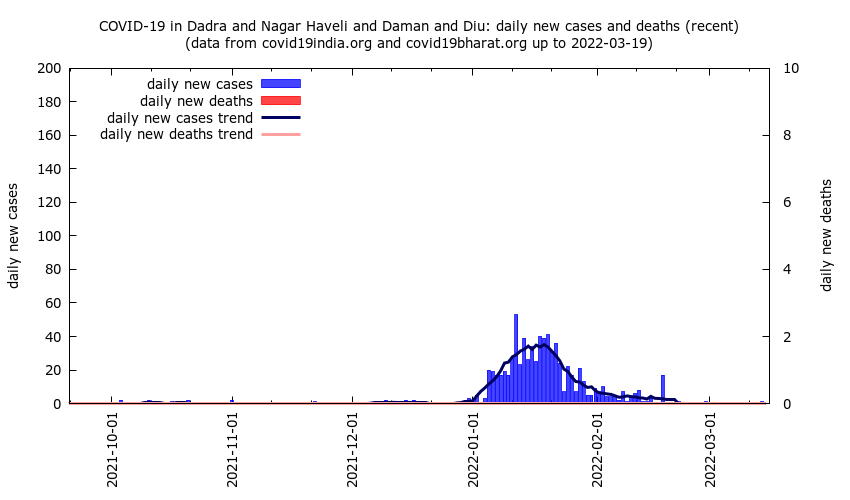 COVID-19 in Dadra and Nagar Haveli and Daman and Diu: daily new cases and deaths (recent)
(data from covid19india.org and covid19bharat.org up to 2022-03-19)
daily new cases
daily new deaths
daily new cases trend
daily new deaths trend
daily new cases
200
180
160
140
120
100
80
60
40
20
0
10
8
6
4
2
0
daily new deaths
2021-10-01
2021-11-01
2021-12-01
2022-01-01
2022-02-01
2022-03-01